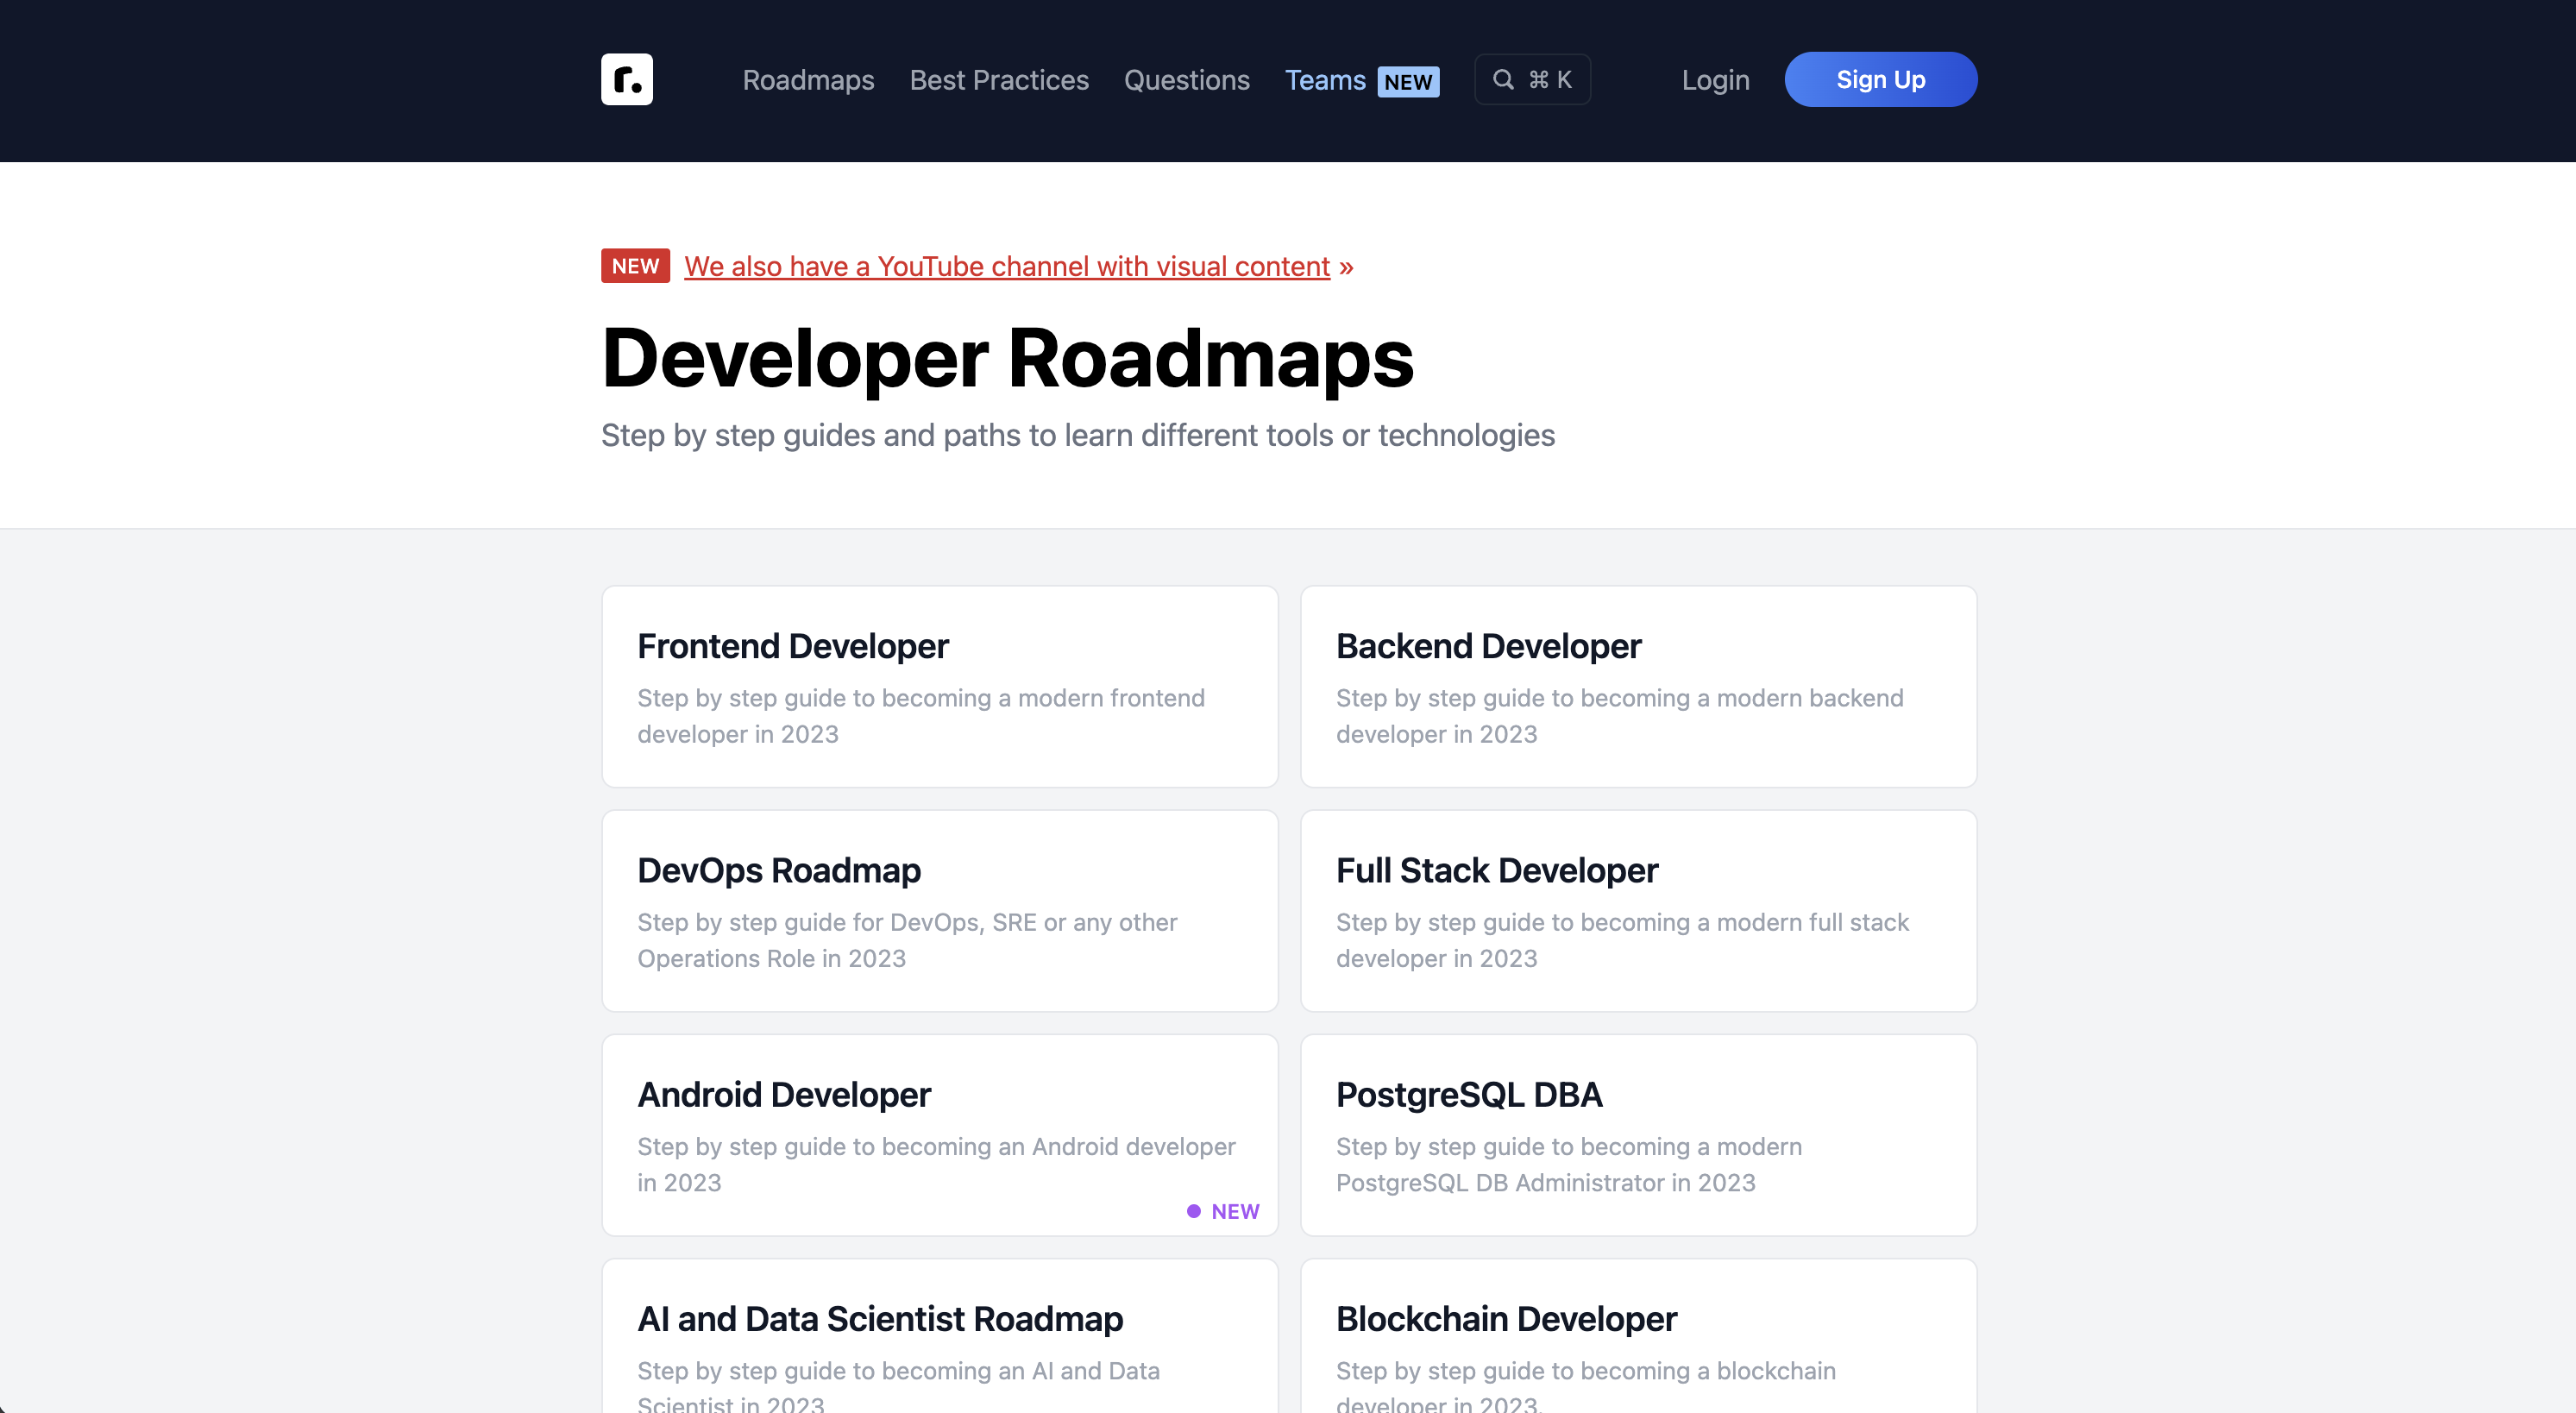 r.
Roadmaps Best Practices Questions Teams NEW ⌘ K Login Sign Up
NEW We also have a YouTube channel with visual content »
Developer Roadmaps
Step by step guides and paths to learn different tools or technologies
Frontend Developer
Step by step guide to becoming a modern frontend
developer in 2023
Backend Developer
Step by step guide to becoming a modern backend
developer in 2023
DevOps Roadmap
Step by step guide for DevOps, SRE or any other
Operations Role in 2023
Full Stack Developer
Step by step guide to becoming a modern full stack
developer in 2023
Android Developer
Step by step guide to becoming an Android developer
in 2023
NEW
PostgreSQL DBA
Step by step guide to becoming a modern
PostgreSQL DB Administrator in 2023
AI and Data Scientist Roadmap
Step by step guide to becoming an AI and Data
Scientist in 2023
Blockchain Developer
Step by step guide to becoming a blockchain
developer in 2023.